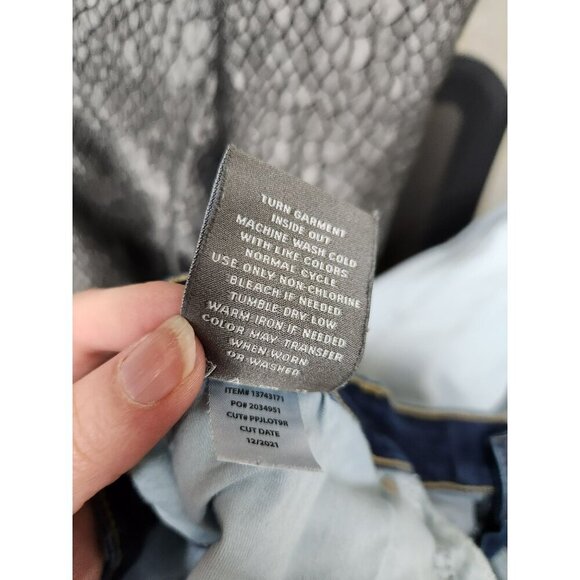 TURN GARMENT
INSIDE OUT
MACHINE WASH COLD
WITH LIKE COLORS
NORMAL CYCLE
USE ONLY NON-CHLORINE
BLEACH IF NEEDED
TUMBLE DRY LOW
WARM IRON IF NEEDED
COLOR MAY TRANSFER
WHEN WORN
OR WASHED
ITEM# 13743171
PO# 2034951
CUT# PPJLOT9R
CUT DATE
12/2021